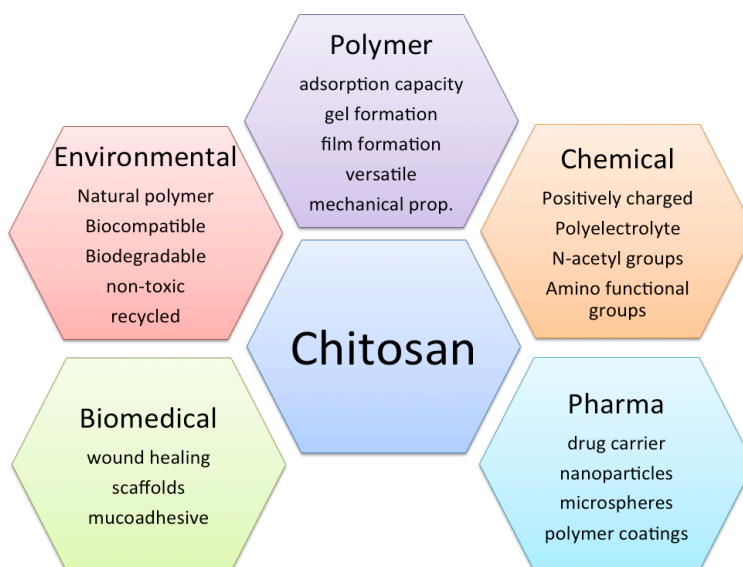 Polymer
adsorption capacity
gel formation
film formation
versatile
mechanical prop.
Environmental
Natural polymer
Biocompatible
Biodegradable
non-toxic
recycled
Chemical
Positively charged
Polyelectrolyte
N-acetyl groups
Amino functional
groups
Chitosan
Biomedical
wound healing
scaffolds
mucoadhesive
Pharma
drug carrier
nanoparticles
microspheres
polymer coatings